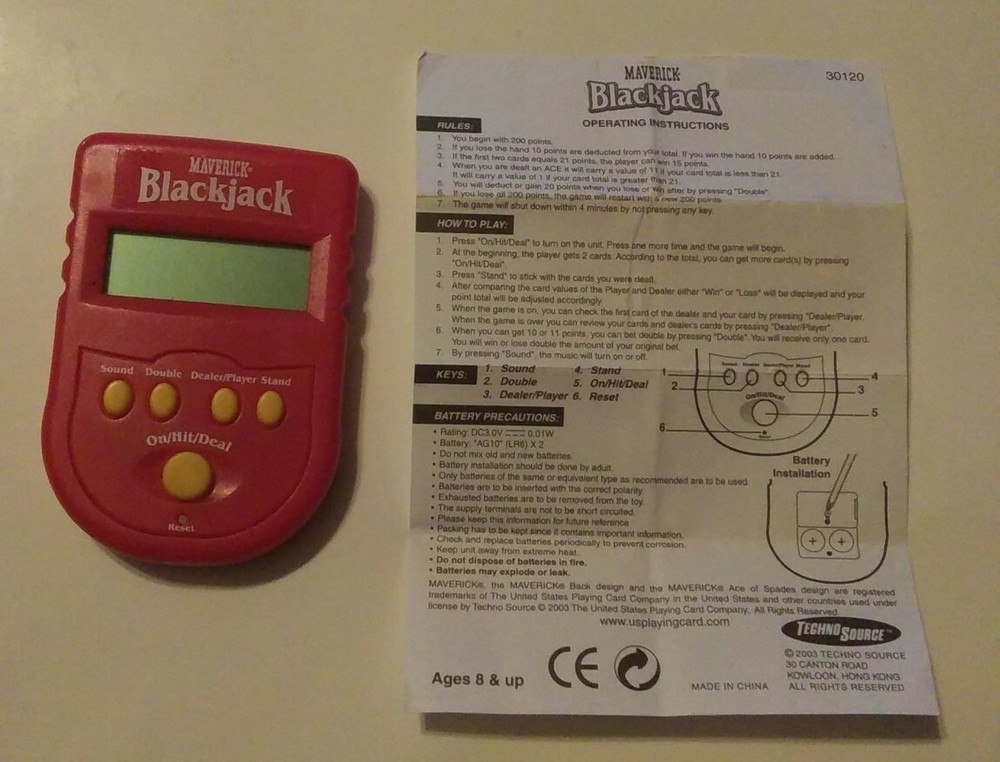 MAVERICK
Blackjack
Sound Double Dealer/Player Stand
On/Hit/Deal
Reset
MAVERICK
30120
Blackjack
OPERATING INSTRUCTIONS
RULES:
1. You begin with 200 points.
2. If you lose the hand 10 points are deducted from your total. If you win the hand 10 points are added.
3. If the first two cards equals 21 points, the player can win 15 points.
4. When you are dealt an ACE it will carry a value of 11 if your card total is less than 21.
It will carry a value of 1 if your card total is greater than 21.
5. You will deduct or gain 20 points when you lose or win after by pressing "Double".
6. If you lose all 200 points, the game will restart with a new 200 points.
7. The game will shut down within 4 minutes by not pressing any key.
HOW TO PLAY:
1. Press "On/Hit/Deal" to turn on the unit. Press one more time and the game will begin.
2. At the beginning, the player gets 2 cards. According to the total, you can get more card(s) by pressing
"On/Hit/Deal".
3. Press "Stand" to stick with the cards you were dealt.
4. After comparing the card values of the Player and Dealer either "Win" or "Lose" will be displayed and your
point total will be adjusted accordingly.
5. When the game is on, you can check the first card of the dealer and your card by pressing "Dealer/Player.
When the game is over you can review your cards and dealer's cards by pressing "Dealer/Player".
6. When you can get 10 or 11 points, you can bet double by pressing "Double". You will receive only one card.
You will win or lose double the amount of your original bet.
7. By pressing "Sound", the music will turn on or off.
KEYS:
1. Sound 4. Stand
2. Double 5. On/Hit/Deal
3. Dealer/Player 6. Reset
Sound Double Dealer/Player Stand
On/Hit/Deal
Reset
1
2
3
4
5
6
BATTERY PRECAUTIONS:
• Rating: DC3.0V 0.01W
• Battery: "AG10" (LR6) X 2
• Do not mix old and new batteries.
• Battery installation should be done by adult.
• Only batteries of the same or equivalent type as recommended are to be used
• Batteries are to be inserted with the correct polarity.
• Exhausted batteries are to be removed from the toy.
• The supply terminals are not to be short circuited.
• Please keep this information for future reference
• Packing has to be kept since it contains important information.
• Check and replace batteries periodically to prevent corrosion.
• Keep unit away from extreme heat.
• Do not dispose of batteries in fire.
• Batteries may explode or leak.
Battery
Installation
+ +
MAVERICK®, the MAVERICK® Back design and the MAVERICK® Ace of Spades design are registered
trademarks of The United States Playing Card Company in the United States and other countries used under
license by Techno Source © 2003 The United States Playing Card Company. All Rights Reserved.
www.usplayingcard.com
TECHNO SOURCE™
© 2003 TECHNO SOURCE
30 CANTON ROAD
KOWLOON, HONG KONG
ALL RIGHTS RESERVED
Ages 8 & up
CE
MADE IN CHINA